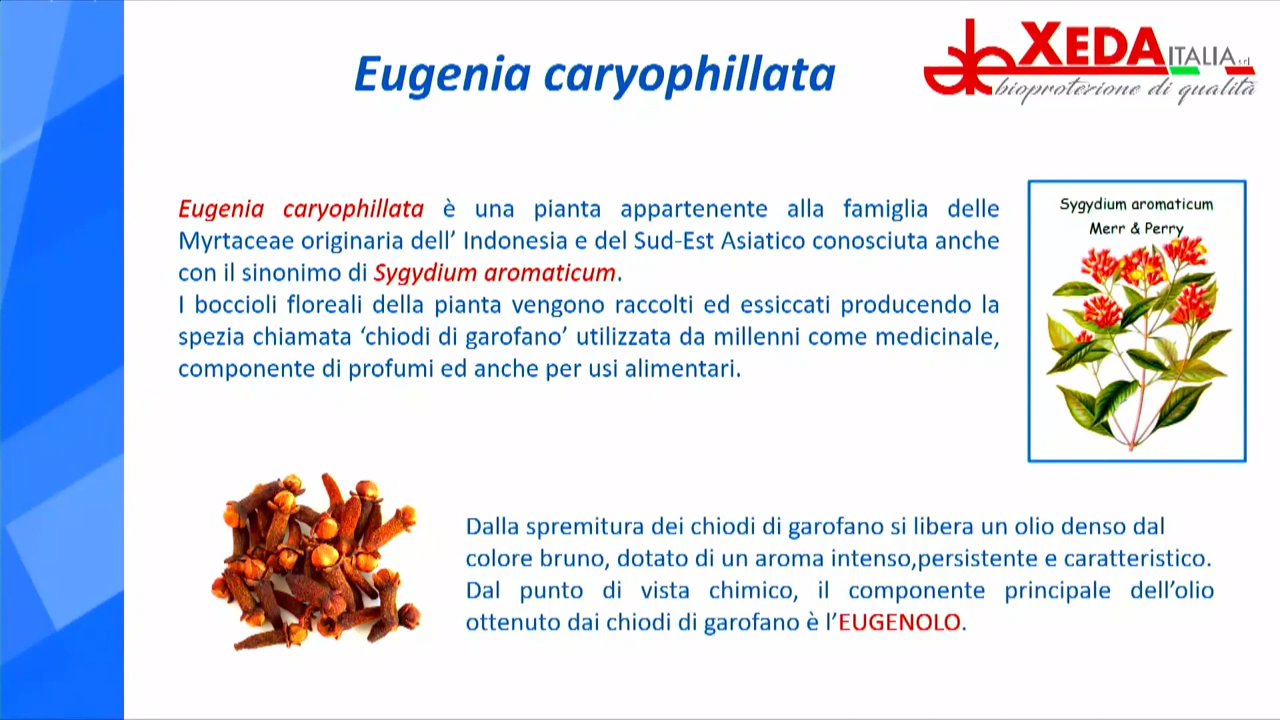 Eugenia caryophillata
XEDA ITALIA s.r.l
bioprotezione di qualità
Eugenia caryophillata è una pianta appartenente alla famiglia delle
Myrtaceae originaria dell’ Indonesia e del Sud-Est Asiatico conosciuta anche
con il sinonimo di Sygydium aromaticum.
I boccioli floreali della pianta vengono raccolti ed essiccati producendo la
spezia chiamata ‘chiodi di garofano’ utilizzata da millenni come medicinale,
componente di profumi ed anche per usi alimentari.
Sygydium aromaticum
Merr & Perry
Dalla spremitura dei chiodi di garofano si libera un olio denso dal
colore bruno, dotato di un aroma intenso,persistente e caratteristico.
Dal punto di vista chimico, il componente principale dell’olio
ottenuto dai chiodi di garofano è l’EUGENOLO.